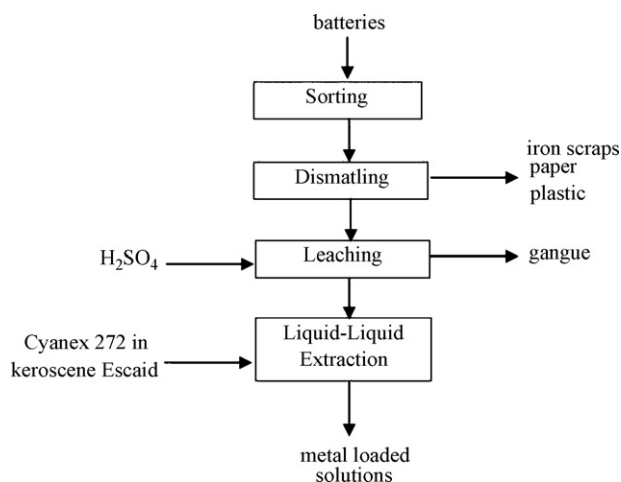 batteries
Sorting
Dismatling
iron scraps
paper
plastic
H₂SO₄
Leaching
gangue
Cyanex 272 in
keroscene Escaid
Liquid-Liquid
Extraction
metal loaded
solutions